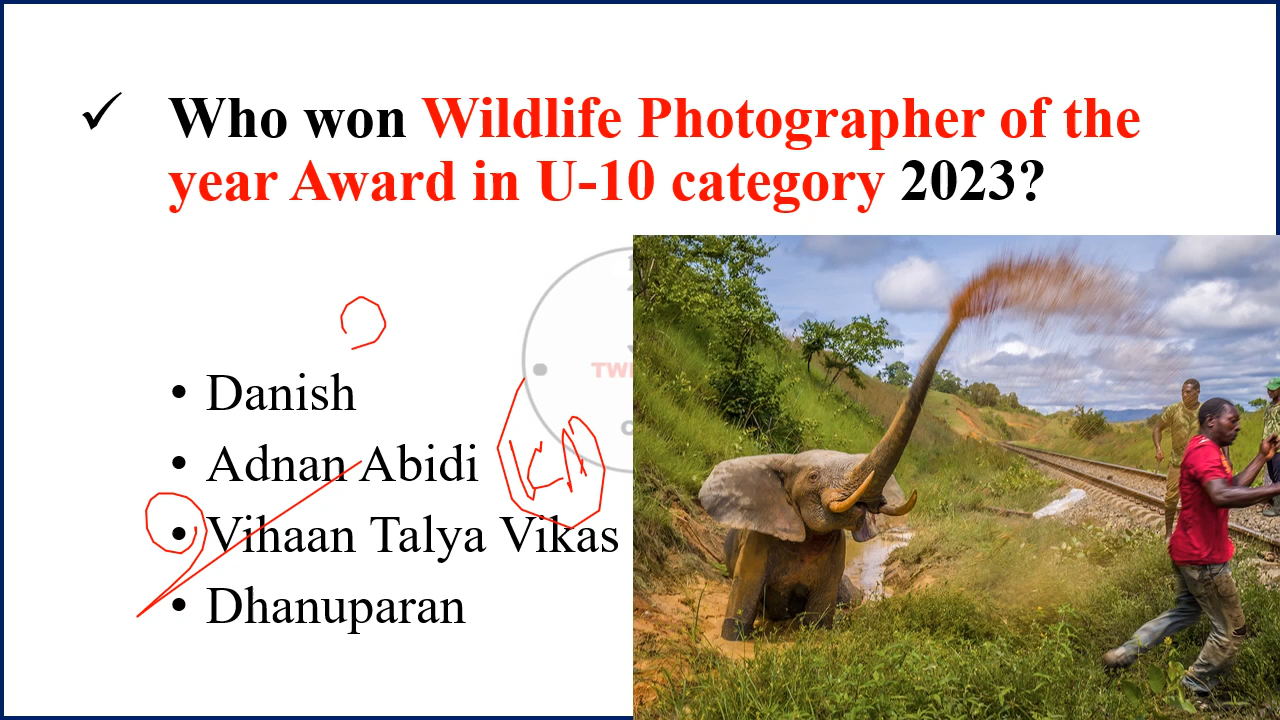 ✓ Who won Wildlife Photographer of the
year Award in U-10 category 2023?
• Danish
• Adnan Abidi
• Vihaan Talya Vikas
• Dhanuparan